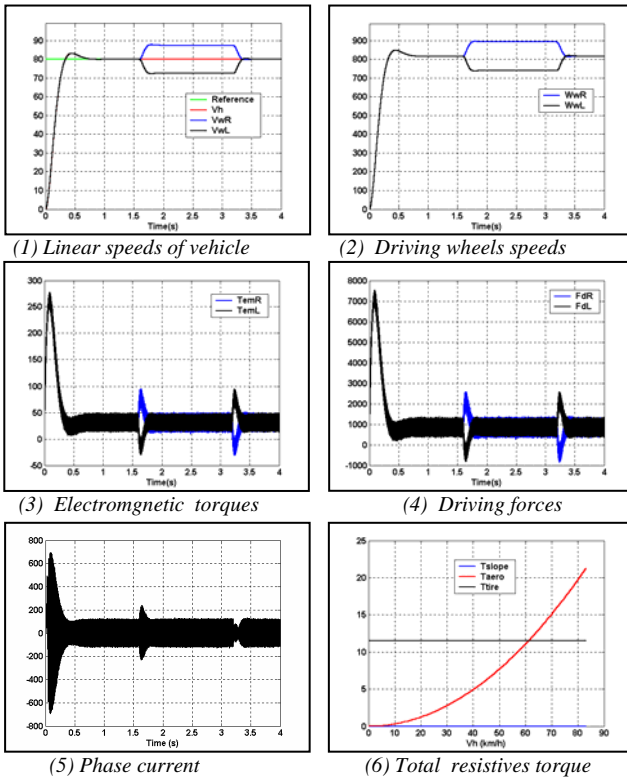 90
80
70
60
50
40
30
20
10
0
0 0.5 1 1.5 2 2.5 3 3.5 4
Time(s)
Reference
Vh
VwR
VwL
(1) Linear speeds of vehicle
900
800
700
600
500
400
300
200
100
0
0 0.5 1 1.5 2 2.5 3 3.5 4
Time(s)
WwR
WwL
(2) Driving wheels speeds
300
250
200
150
100
50
0
-50
0 0.5 1 1.5 2 2.5 3 3.5 4
Time(s)
TemR
TemL
(3) Electromgnetic torques
8000
7000
6000
5000
4000
3000
2000
1000
0
-1000
0 0.5 1 1.5 2 2.5 3 3.5 4
Time(s)
FdR
FdL
(4) Driving forces
800
600
400
200
0
-200
-400
-600
-800
0 0.5 1 1.5 2 2.5 3 3.5 4
Time (s)
(5) Phase current
25
20
15
10
5
0
0 10 20 30 40 50 60 70 80 90
Vh (km/h)
Tslope
Taero
Ttire
(6) Total resistives torque